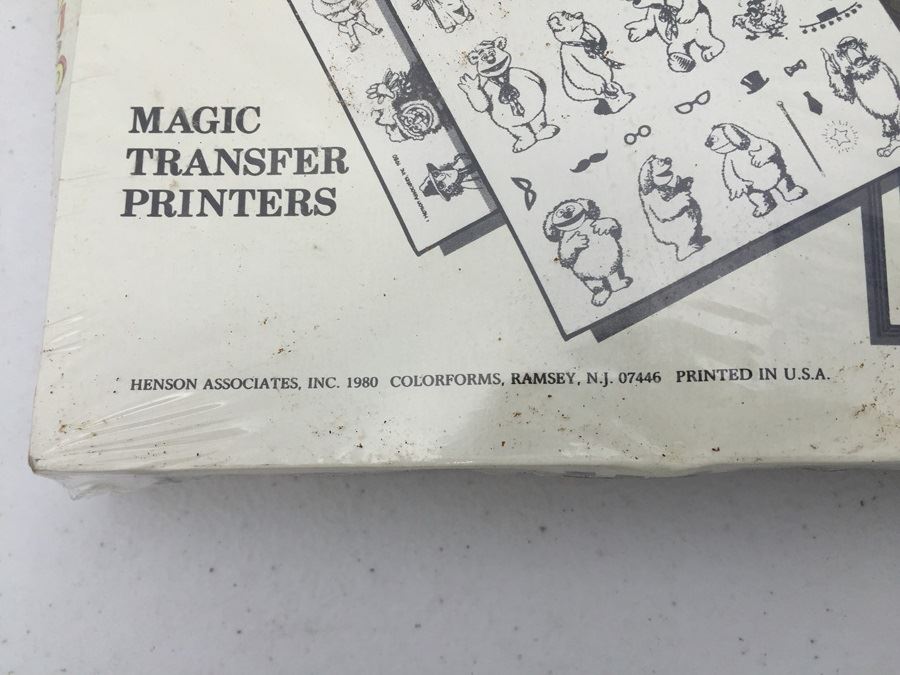 MAGIC
TRANSFER
PRINTERS
HENSON ASSOCIATES, INC. 1980 COLORFORMS, RAMSEY, N.J. 07446 PRINTED IN U.S.A.